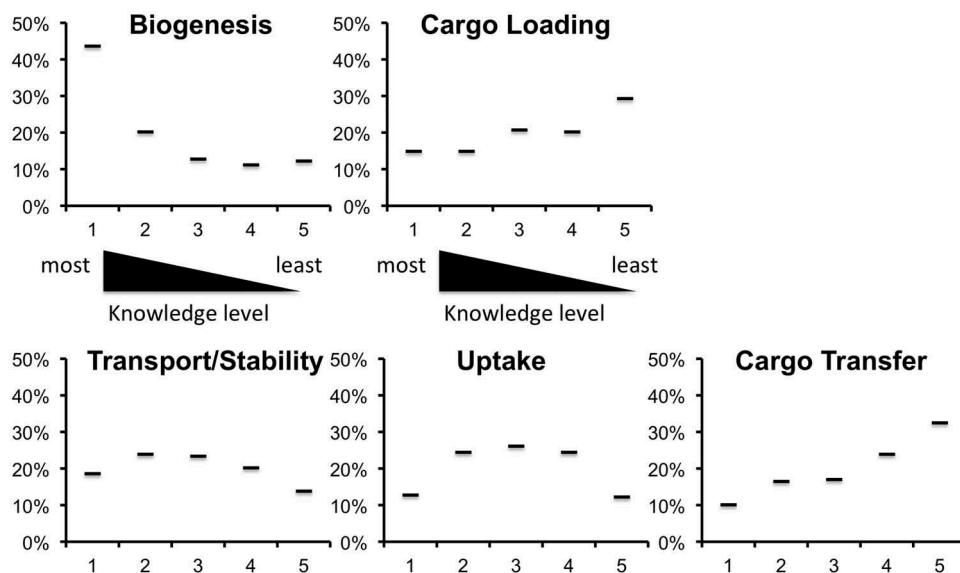 Biogenesis
50%
40%
30%
20%
10%
0%
1 2 3 4 5
most least
Knowledge level
Cargo Loading
50%
40%
30%
20%
10%
0%
1 2 3 4 5
most least
Knowledge level
Transport/Stability
50%
40%
30%
20%
10%
0%
1 2 3 4 5
Uptake
50%
40%
30%
20%
10%
0%
1 2 3 4 5
Cargo Transfer
50%
40%
30%
20%
10%
0%
1 2 3 4 5